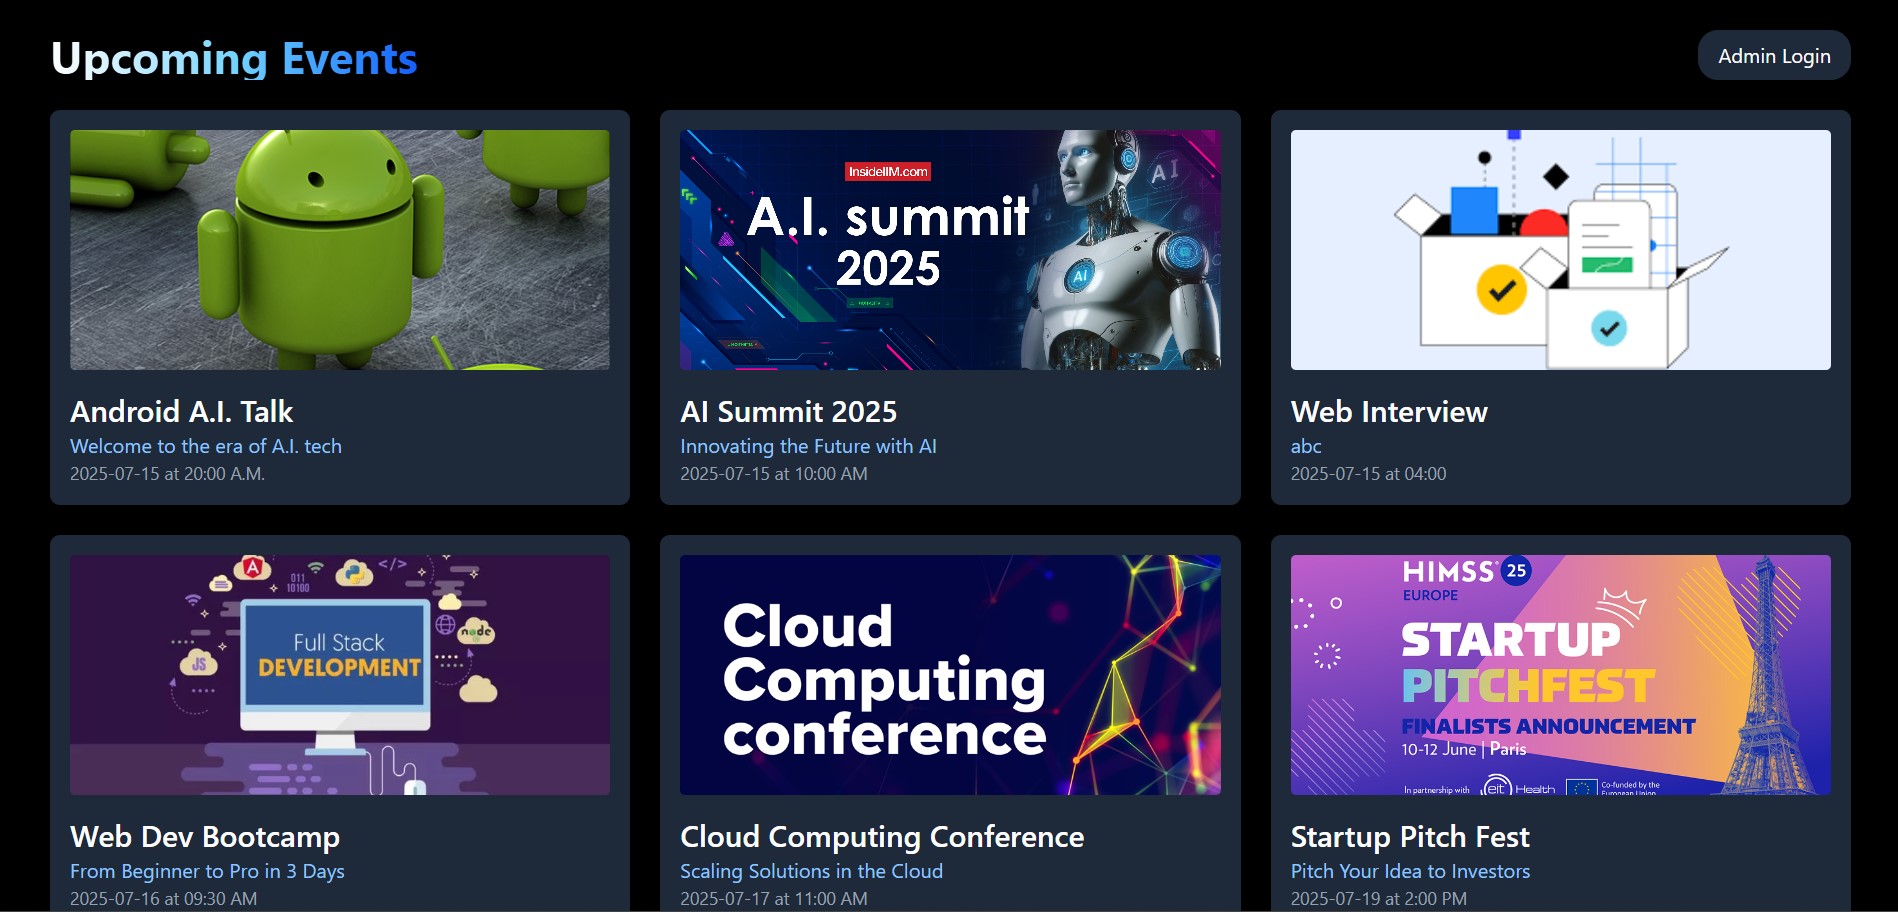 Upcoming Events
Admin Login
InsideIIM.com
A.I. summit
2025
AI
AI
Android A.I. Talk
Welcome to the era of A.I. tech
2025-07-15 at 20:00 A.M.
AI Summit 2025
Innovating the Future with AI
2025-07-15 at 10:00 AM
Web Interview
abc
2025-07-15 at 04:00
011
10100
</>
JS
node
Full Stack
DEVELOPMENT
Cloud
Computing
conference
HIMSS 25
EUROPE
STARTUP
PITCHFEST
FINALISTS ANNOUNCEMENT
10-12 June | Paris
In partnership with eit Health Co-funded by the
European Union
Web Dev Bootcamp
From Beginner to Pro in 3 Days
2025-07-16 at 09:30 AM
Cloud Computing Conference
Scaling Solutions in the Cloud
2025-07-17 at 11:00 AM
Startup Pitch Fest
Pitch Your Idea to Investors
2025-07-19 at 2:00 PM